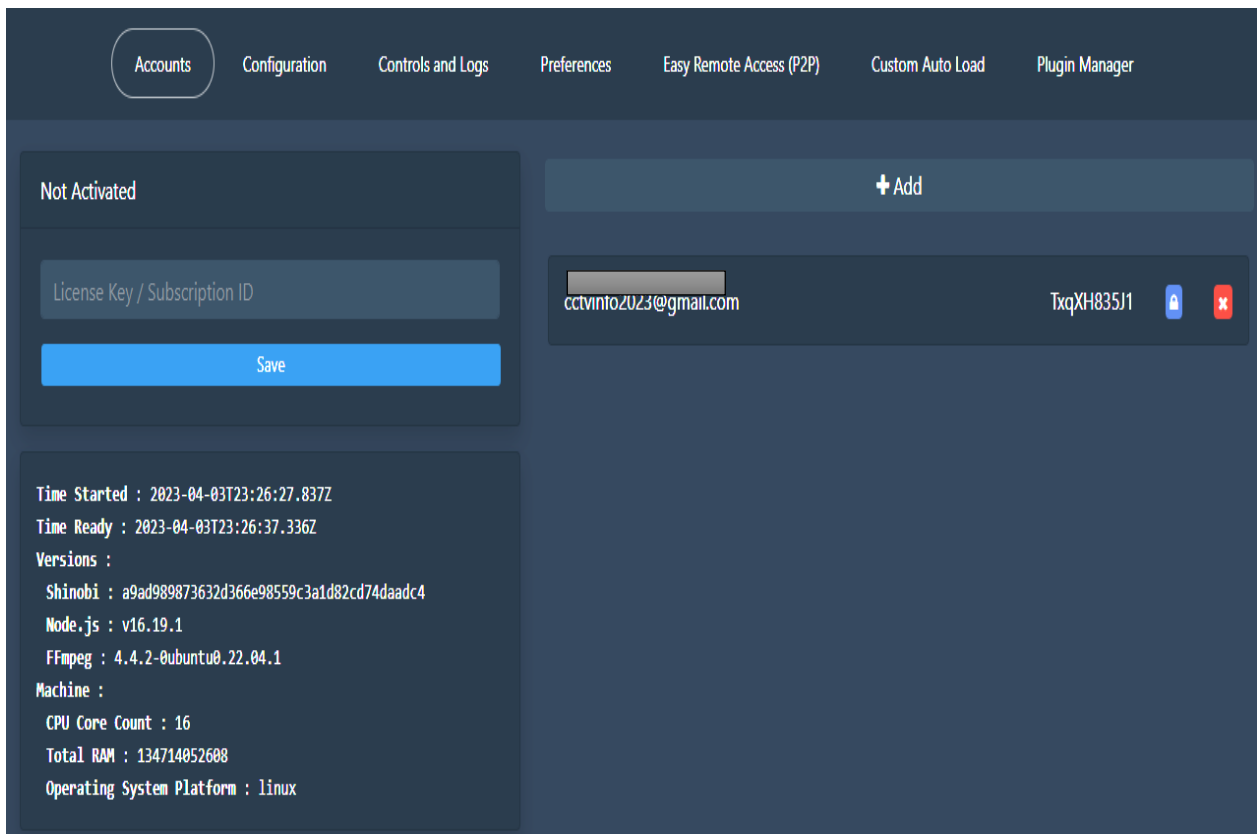 Accounts Configuration Controls and Logs Preferences Easy Remote Access (P2P) Custom Auto Load Plugin Manager
Not Activated
License Key / Subscription ID
Save
Time Started : 2023-04-03T23:26:27.837Z
Time Ready : 2023-04-03T23:26:37.336Z
Versions :
Shinobi : a9ad989873632d366e98559c3a1d82cd74daadc4
Node.js : v16.19.1
FFmpeg : 4.4.2-0ubuntu0.22.04.1
Machine :
CPU Core Count : 16
Total RAM : 134714052608
Operating System Platform : linux
+ Add
cctvinfo2023@gmail.com TxqXH835J1